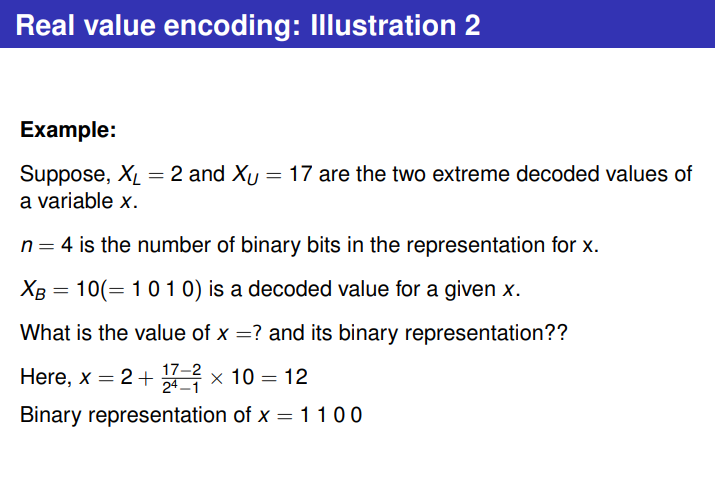 Real value encoding: Illustration 2
Example:
Suppose, X_L = 2 and X_U = 17 are the two extreme decoded values of
a variable x.
n = 4 is the number of binary bits in the representation for x.
X_B = 10(= 1 0 1 0) is a decoded value for a given x.
What is the value of x =? and its binary representation??
Here, x = 2 + \frac{17−2}{2^4−1} × 10 = 12
Binary representation of x = 1 1 0 0